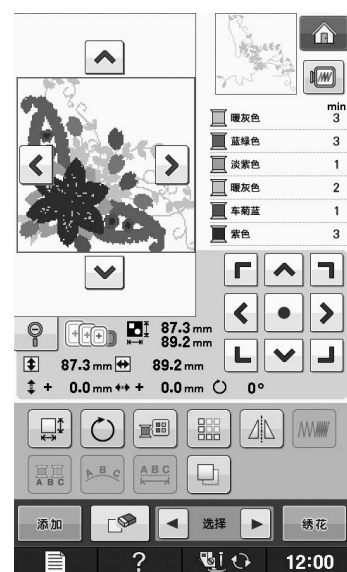 min
暖灰色 3
蓝绿色 3
淡紫色 1
暖灰色 2
车菊蓝 1
紫色 3
87.3 mm
89.2 mm
87.3 mm 89.2 mm
+ 0.0 mm + 0.0 mm 0°
A B C A B C A B C
添加 选择 绣花
? 12:00